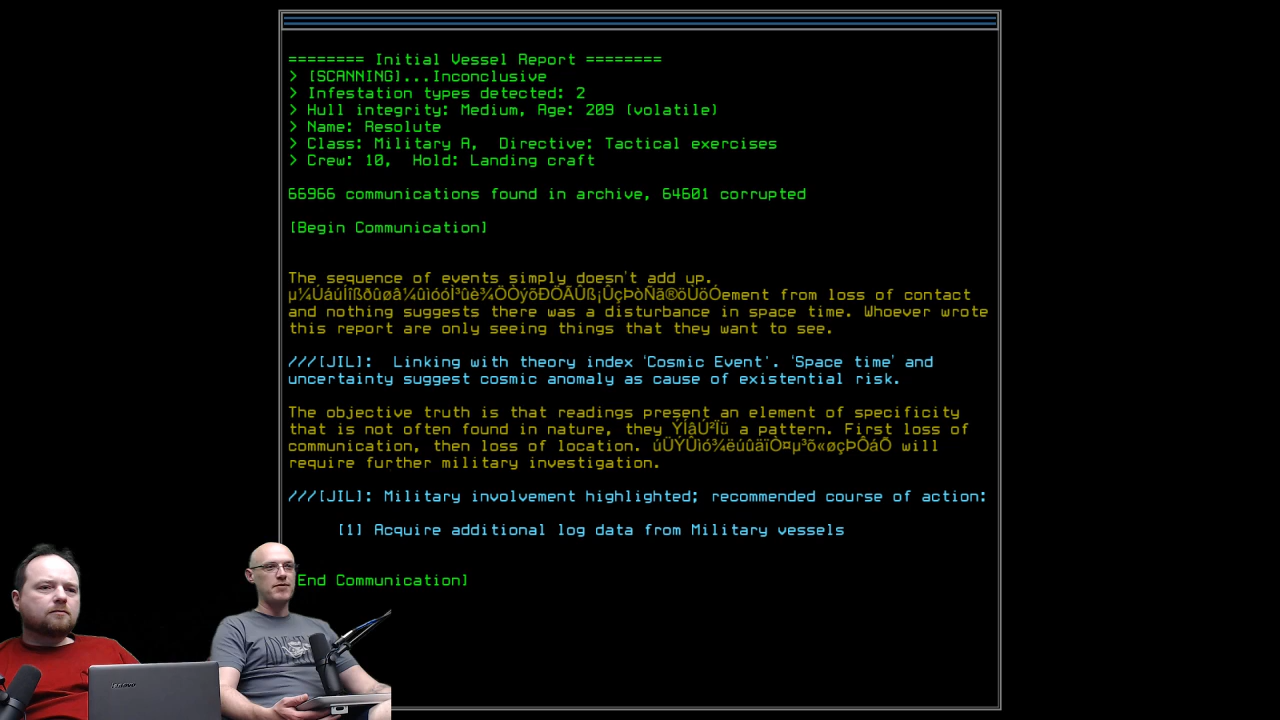 ======== Initial Vessel Report ========
> [SCANNING]...Inconclusive
> Infestation types detected: 2
> Hull integrity: Medium, Age: 209 (volatile)
> Name: Resolute
> Class: Military A,  Directive: Tactical exercises
> Crew: 10,  Hold: Landing craft
66966 communications found in archive, 64601 corrupted
[Begin Communication]
The sequence of events simply doesn't add up.
ement from loss of contact
and nothing suggests there was a disturbance in space time. Whoever wrote
this report are only seeing things that they want to see.
///[JIL]:  Linking with theory index 'Cosmic Event'. 'Space time' and
uncertainty suggest cosmic anomaly as cause of existential risk.
The objective truth is that readings present an element of specificity
that is not often found in nature, they ÝÍâÚ²Ïü a pattern. First loss of
communication, then loss of location. will
require further military investigation.
///[JIL]: Military involvement highlighted; recommended course of action:
[1] Acquire additional log data from Military vessels
End Communication]
Lenovo